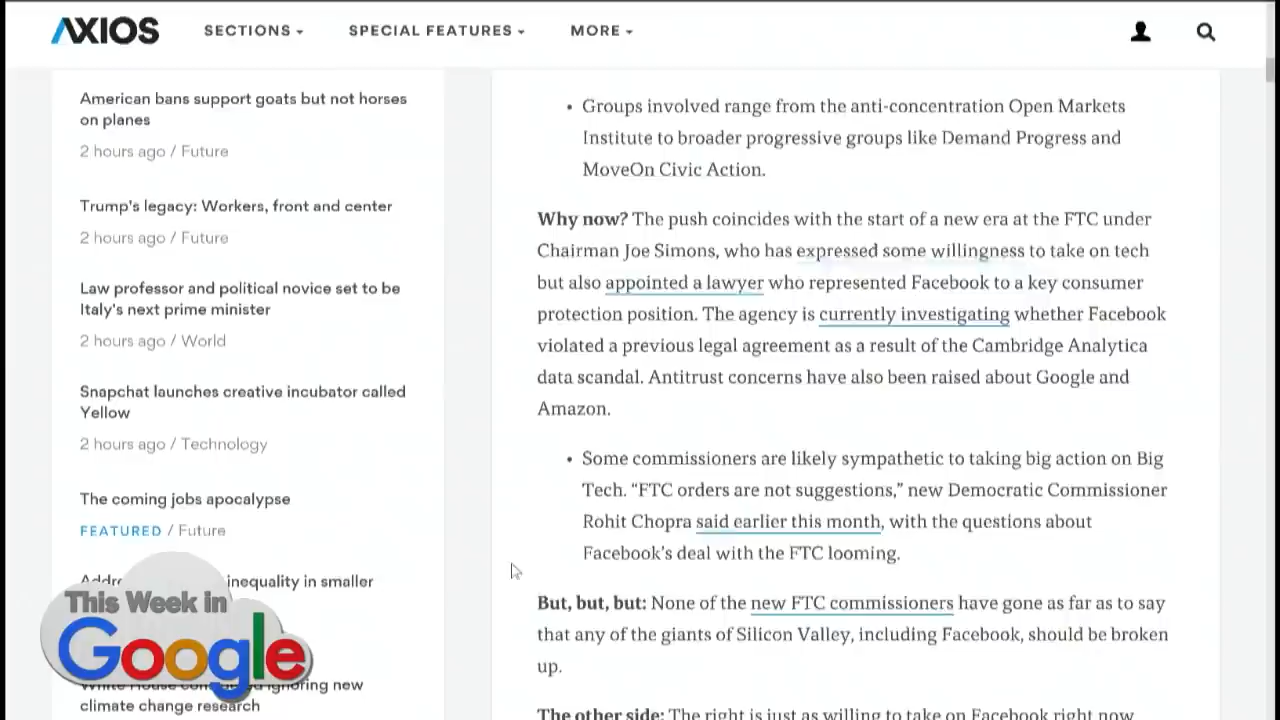 AXIOS SECTIONS SPECIAL FEATURES MORE
American bans support goats but not horses
on planes
2 hours ago / Future
Trump's legacy: Workers, front and center
2 hours ago / Future
Law professor and political novice set to be
Italy's next prime minister
2 hours ago / World
Snapchat launches creative incubator called
Yellow
2 hours ago / Technology
The coming jobs apocalypse
FEATURED / Future
inequality in smaller
ignoring new
climate change research
This Week in
Google
• Groups involved range from the anti-concentration Open Markets
Institute to broader progressive groups like Demand Progress and
MoveOn Civic Action.
Why now? The push coincides with the start of a new era at the FTC under
Chairman Joe Simons, who has expressed some willingness to take on tech
but also appointed a lawyer who represented Facebook to a key consumer
protection position. The agency is currently investigating whether Facebook
violated a previous legal agreement as a result of the Cambridge Analytica
data scandal. Antitrust concerns have also been raised about Google and
Amazon.
• Some commissioners are likely sympathetic to taking big action on Big
Tech. “FTC orders are not suggestions,” new Democratic Commissioner
Rohit Chopra said earlier this month, with the questions about
Facebook's deal with the FTC looming.
But, but, but: None of the new FTC commissioners have gone as far as to say
that any of the giants of Silicon Valley, including Facebook, should be broken
up.
The other side: The right is just as willing to take on Facebook right now